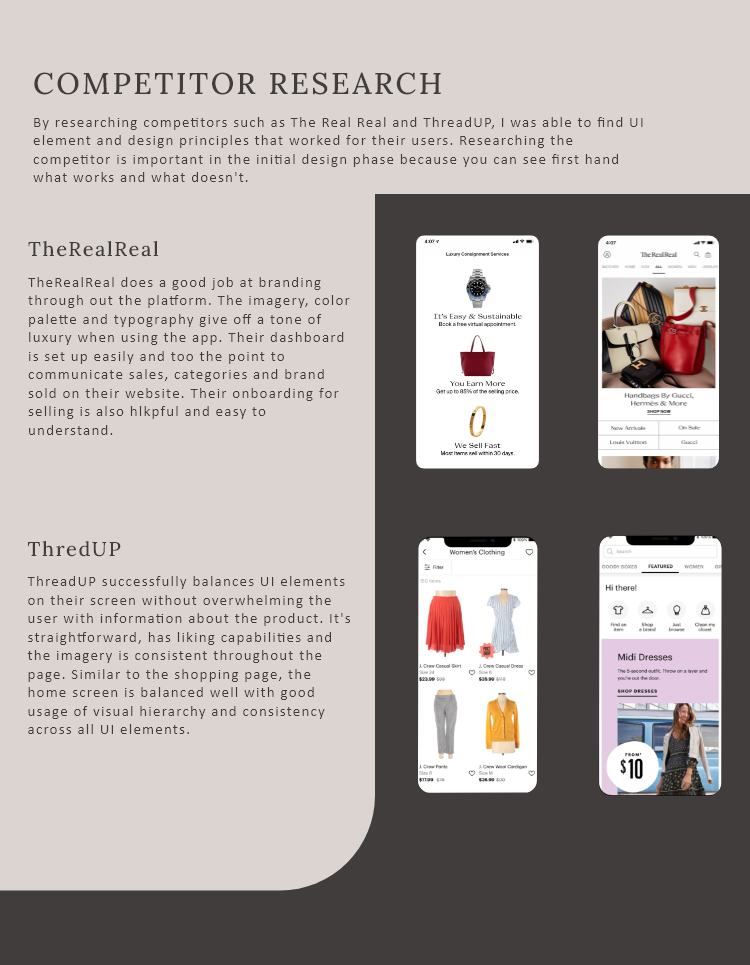 COMPETITOR RESEARCH
By researching competitors such as The Real Real and ThreadUP, I was able to find UI
element and design principles that worked for their users. Researching the
competitor is important in the initial design phase because you can see first hand
what works and what doesn't.
TheRealReal
TheRealReal does a good job at branding
through out the platform. The imagery, color
palette and typography give off a tone of
luxury when using the app. Their dashboard
is set up easily and too the point to
communicate sales, categories and brand
sold on their website. Their onboarding for
selling is also hlkpful and easy to
understand.
4:07
Luxury Consignment Services
It's Easy & Sustainable
Book a free virtual appointment.
You Earn More
Get up to 85% of the selling price.
We Sell Fast
Most items sell within 30 days.
4:07
TheRealReal
HOME
ALL
WOMEN
MEN
Handbags By Gucci,
Hermès & More
SHOP NOW
New Arrivals
On Sale
Louis Vuitton
Gucci
ThredUP
ThreadUP successfully balances UI elements
on their screen without overwhelming the
user with information about the product. It's
straightforward, has liking capabilities and
the imagery is consistent throughout the
page. Similar to the shopping page, the
home screen is balanced well with good
usage of visual hierarchy and consistency
across all UI elements.
Women's Clothing
Filter
J. Crew Casual Skirt
$23.99
J. Crew Casual Dress
$35.99
J. Crew Pants
$17.99
J. Crew Wool Cardigan
Size M
$36.99
100%
Search
GOODY BOXES
FEATURED
WOMEN
Hi there!
Find an
item
Shop
a brand
Just
browse
Clean my
closet
Midi Dresses
The 5-second outfit. Throw on a layer and
you're out the door.
SHOP DRESSES
FROM*
$10